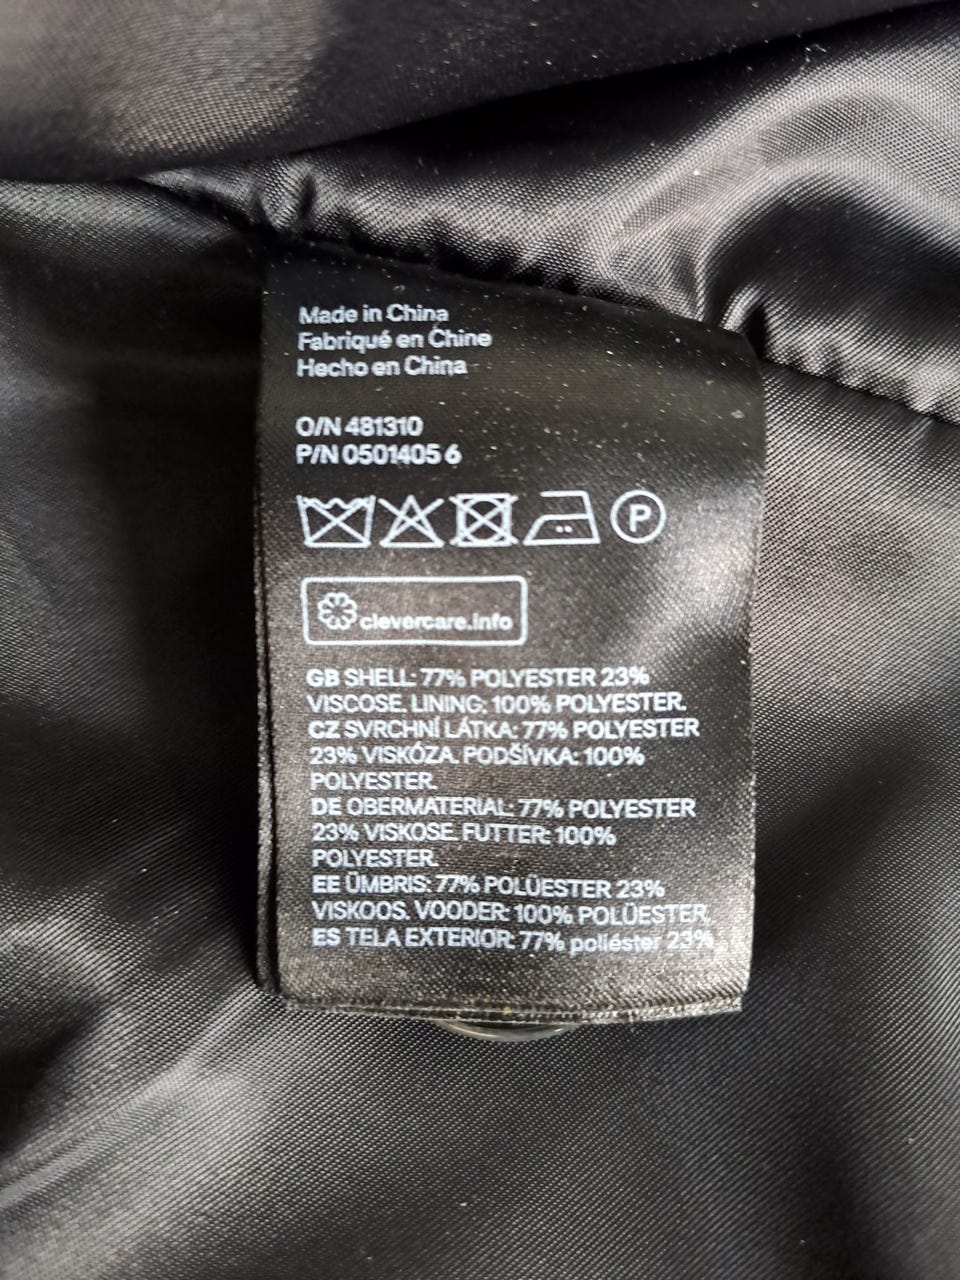 Made in China
Fabriqué en Chine
Hecho en China
O/N 481310
P/N 0501405 6
P
clevercare.info
GB SHELL: 77% POLYESTER 23%
VISCOSE. LINING: 100% POLYESTER.
CZ SVRCHNÍ LÁTKA: 77% POLYESTER
23% VISKÓZA. PODŠÍVKA: 100%
POLYESTER.
DE OBERMATERIAL: 77% POLYESTER
23% VISKOSE. FUTTER: 100%
POLYESTER.
EE ÜMBRIS: 77% POLÜESTER 23%
VISKOOS. VOODER: 100% POLÜESTER.
ES TELA EXTERIOR: 77% poliéster 23%